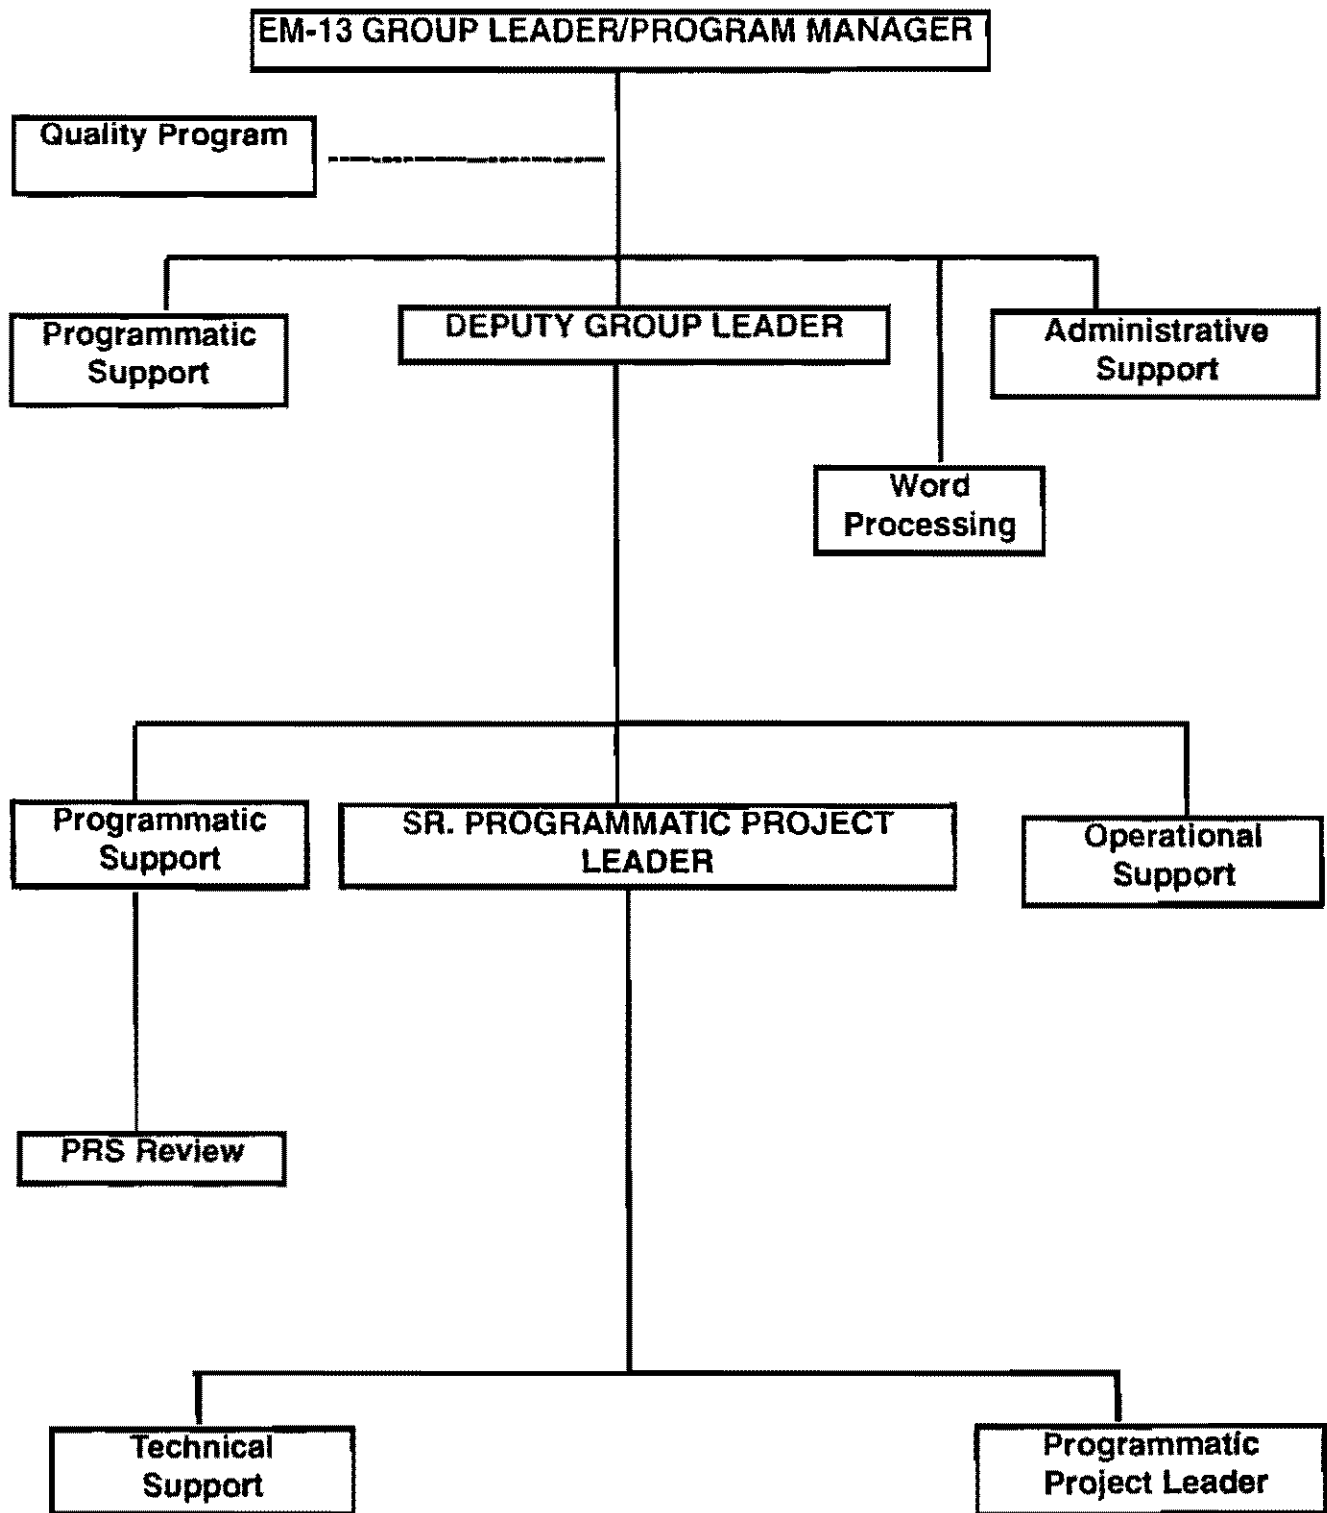 EM-13 GROUP LEADER/PROGRAM MANAGER
Quality Program
Programmatic
Support
DEPUTY GROUP LEADER
Administrative
Support
Word
Processing
Programmatic
Support
SR. PROGRAMMATIC PROJECT
LEADER
Operational
Support
PRS Review
Technical
Support
Programmatic
Project Leader